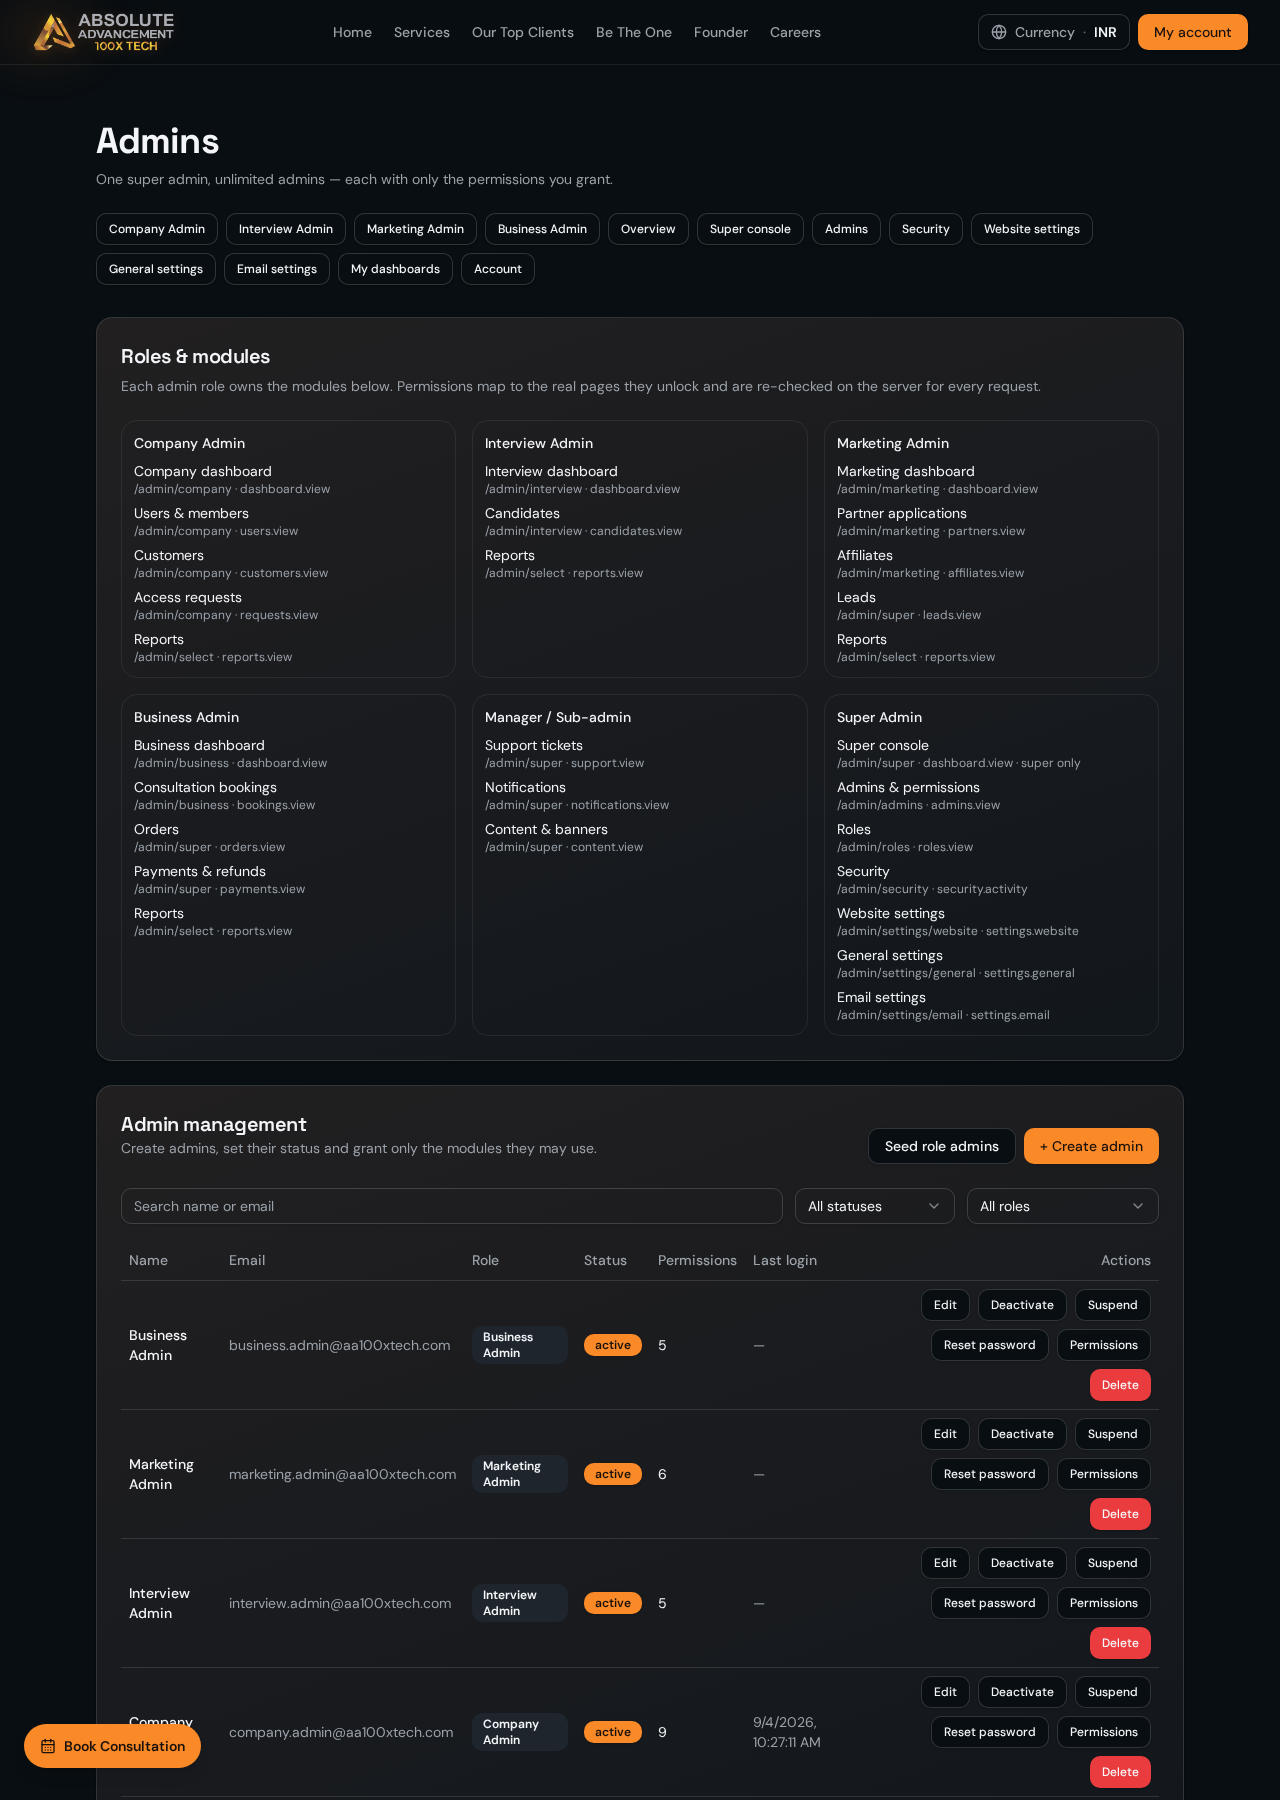 ABSOLUTE
ADVANCEMENT
100X TECH
Home
Services
Our Top Clients
Be The One
Founder
Careers
Currency · INR
My account
Admins
One super admin, unlimited admins — each with only the permissions you grant.
Company Admin
Interview Admin
Marketing Admin
Business Admin
Overview
Super console
Admins
Security
Website settings
General settings
Email settings
My dashboards
Account
Roles & modules
Each admin role owns the modules below. Permissions map to the real pages they unlock and are re-checked on the server for every request.
Company Admin
Company dashboard
/admin/company · dashboard.view
Users & members
/admin/company · users.view
Customers
/admin/company · customers.view
Access requests
/admin/company · requests.view
Reports
/admin/select · reports.view
Interview Admin
Interview dashboard
/admin/interview · dashboard.view
Candidates
/admin/interview · candidates.view
Reports
/admin/select · reports.view
Marketing Admin
Marketing dashboard
/admin/marketing · dashboard.view
Partner applications
/admin/marketing · partners.view
Affiliates
/admin/marketing · affiliates.view
Leads
/admin/super · leads.view
Reports
/admin/select · reports.view
Business Admin
Business dashboard
/admin/business · dashboard.view
Consultation bookings
/admin/business · bookings.view
Orders
/admin/super · orders.view
Payments & refunds
/admin/super · payments.view
Reports
/admin/select · reports.view
Manager / Sub-admin
Support tickets
/admin/super · support.view
Notifications
/admin/super · notifications.view
Content & banners
/admin/super · content.view
Super Admin
Super console
/admin/super · dashboard.view · super only
Admins & permissions
/admin/admins · admins.view
Roles
/admin/roles · roles.view
Security
/admin/security · security.activity
Website settings
/admin/settings/website · settings.website
General settings
/admin/settings/general · settings.general
Email settings
/admin/settings/email · settings.email
Admin management
Create admins, set their status and grant only the modules they may use.
Seed role admins
+ Create admin
Search name or email
All statuses
All roles
Name
Email
Role
Status
Permissions
Last login
Actions
Business
Admin
business.admin@aa100xtech.com
Business
Admin
active
5
—
Edit
Deactivate
Suspend
Reset password
Permissions
Delete
Marketing
Admin
marketing.admin@aa100xtech.com
Marketing
Admin
active
6
—
Edit
Deactivate
Suspend
Reset password
Permissions
Delete
Interview
Admin
interview.admin@aa100xtech.com
Interview
Admin
active
5
—
Edit
Deactivate
Suspend
Reset password
Permissions
Delete
Company
company.admin@aa100xtech.com
Company
Admin
active
9
9/4/2026,
10:27:11 AM
Edit
Deactivate
Suspend
Reset password
Permissions
Delete
Book Consultation